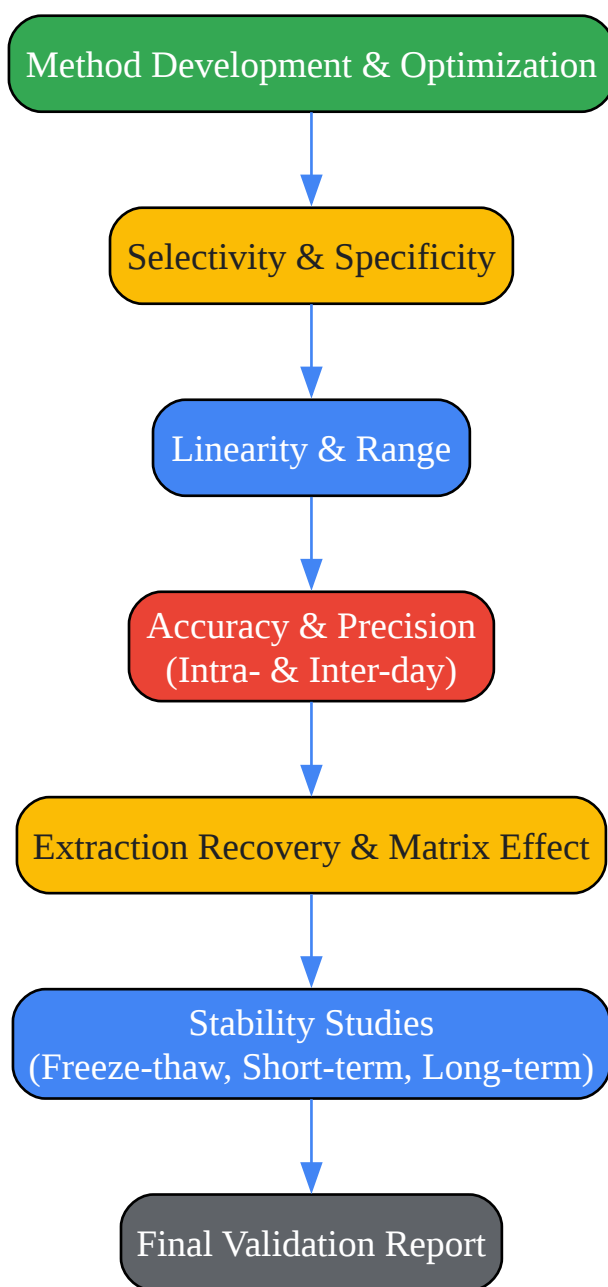 Method Development & Optimization
Selectivity & Specificity
Linearity & Range
Accuracy & Precision
(Intra- & Inter-day)
Extraction Recovery & Matrix Effect
Stability Studies
(Freeze-thaw, Short-term, Long-term)
Final Validation Report